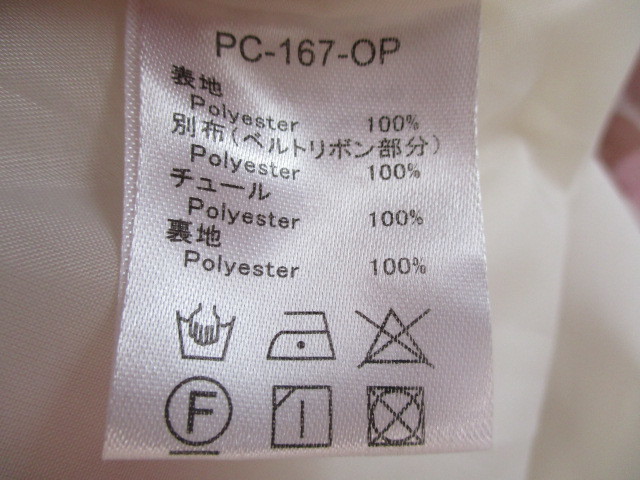 PC-167-OP
表地
Polyester 100%
別布(ベルトリボン部分)
Polyester 100%
チュール
Polyester 100%
裏地
Polyester 100%
F